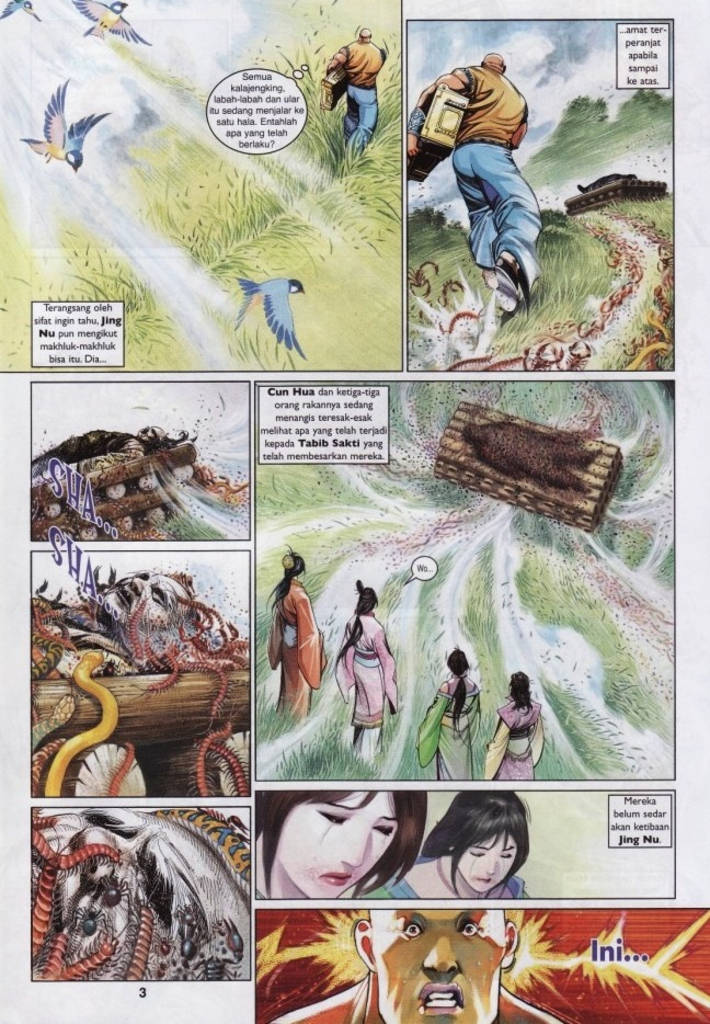 Semua
kalajengking,
labah-labah dan ular
itu sedang menjalar ke
satu hala. Entahlah
apa yang telah
berlaku?
...amat ter-
peranjat
apabila
sampai
ke atas.
Terangsang oleh
sifat ingin tahu, Jing
Nu pun mengikut
makhluk-makhluk
bisa itu. Dia...
SHA...
SHA...
Cun Hua dan ketiga-tiga
orang rakannya sedang
menangis teresak-esak
melihat apa yang telah terjadi
kepada Tabib Sakti yang
telah membesarkan mereka.
Wo...
Mereka
belum sedar
akan ketibaan
Jing Nu.
Ini...
3